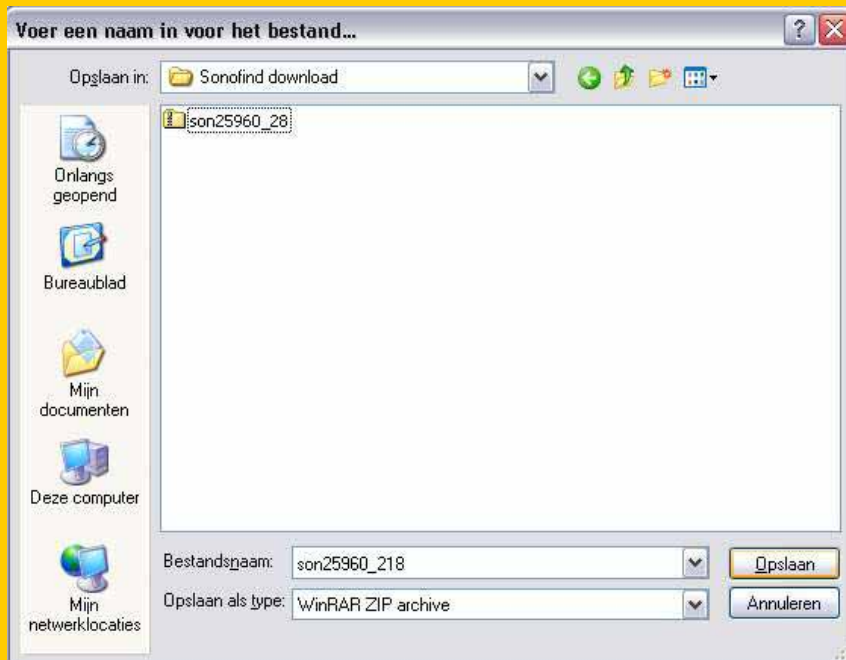 Voer een naam in voor het bestand...
Opslaan in:
Sonofind download
son25960_28
Onlangs
geopend
Bureaublad
Mijn
documenten
Deze computer
Mijn
netwerklocaties
Bestandsnaam:
son25960_218
Opslaan
Opslaan als type:
WinRAR ZIP archive
Annuleren